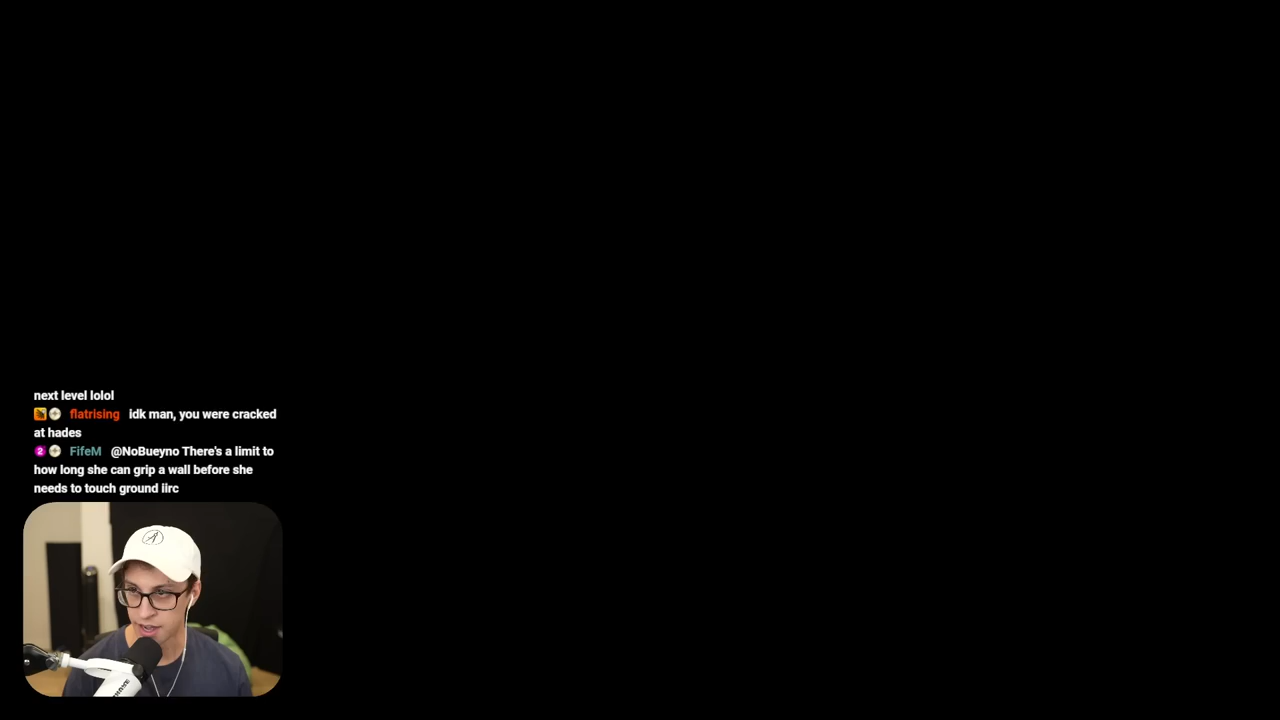 next level lolol
flatrising idk man, you were cracked
at hades
2 FifeM @NoBueyno There's a limit to
how long she can grip a wall before she
needs to touch ground iirc